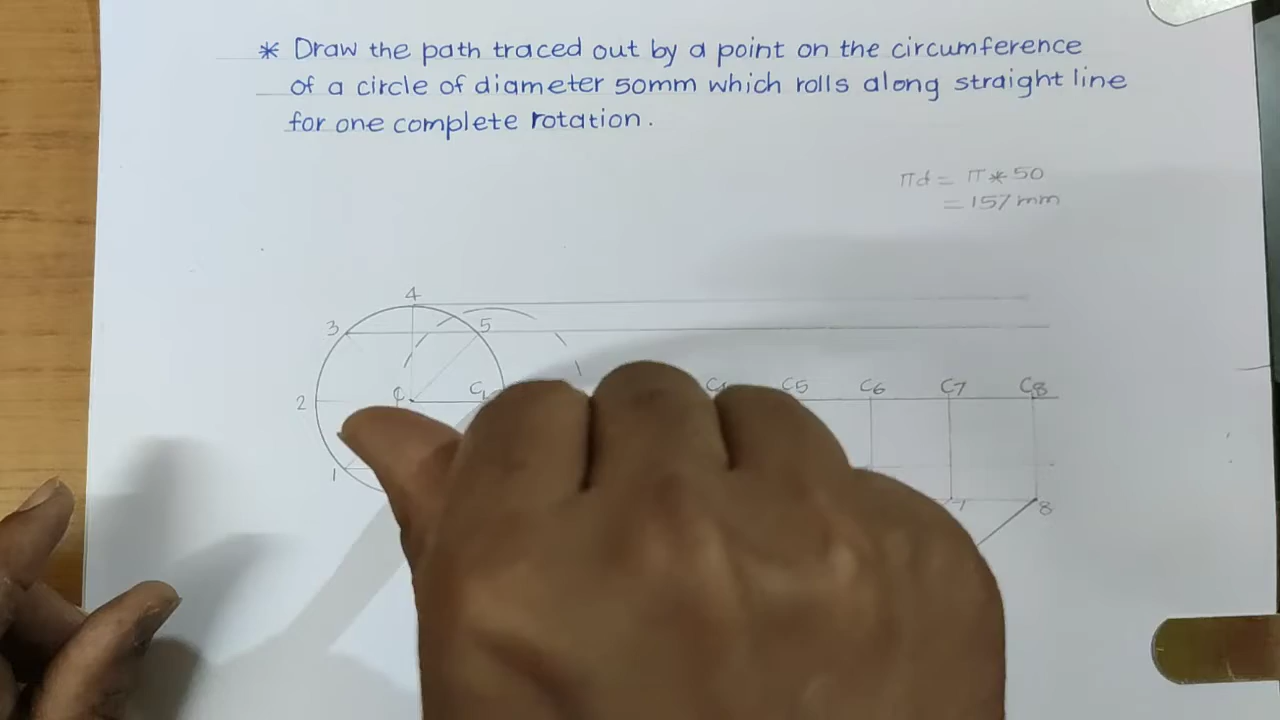 * Draw the path traced out by a point on the circumference
of a circle of diameter 50mm which rolls along straight line
for one complete rotation.
πd = π * 50
= 157 mm
4
3
5
C C1 C5 C6 C7 C8
2
1
7 8